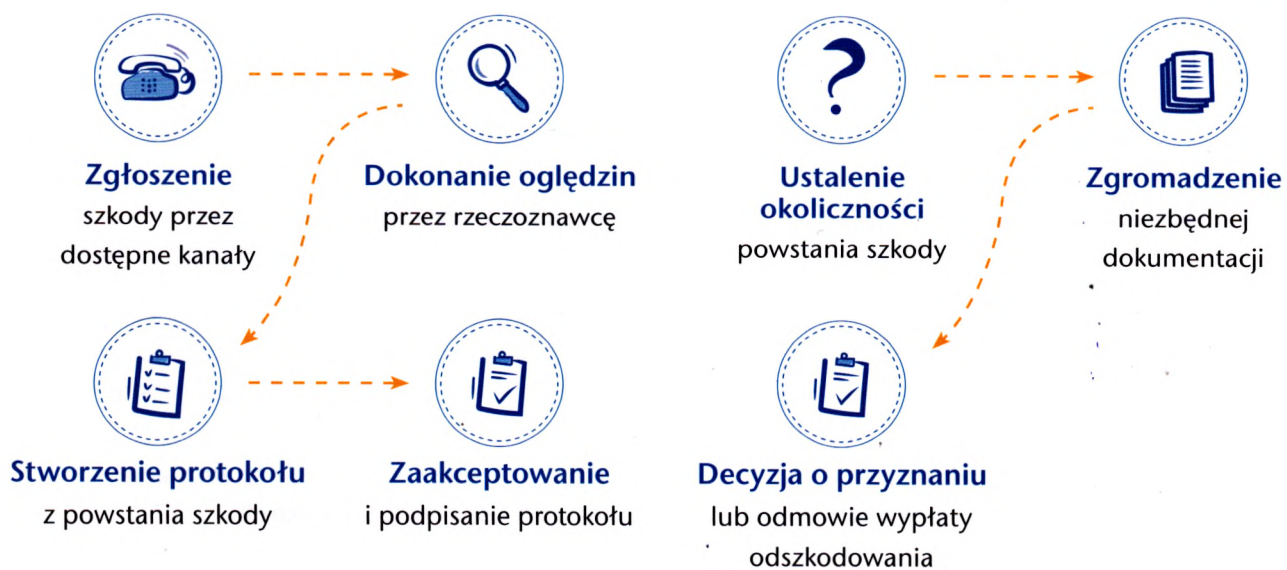 Zgłoszenie
szkody przez
dostępne kanały
Dokonanie oględzin
przez rzeczoznawcę
Stworzenie protokołu
z powstania szkody
Zaakceptowanie
i podpisanie protokołu
Ustalenie
okoliczności
powstania szkody
Zgromadzenie
niezbędnej
dokumentacji
Decyzja o przyznaniu
lub odmowie wypłaty
odszkodowania